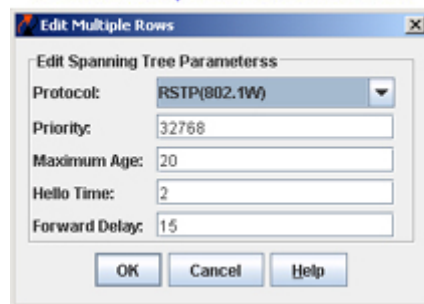 Edit Multiple Rows
Edit Spanning Tree Parameterss
Protocol: RSTP(802.1W)
Priority: 32768
Maximum Age: 20
Hello Time: 2
Forward Delay: 15
OK Cancel Help